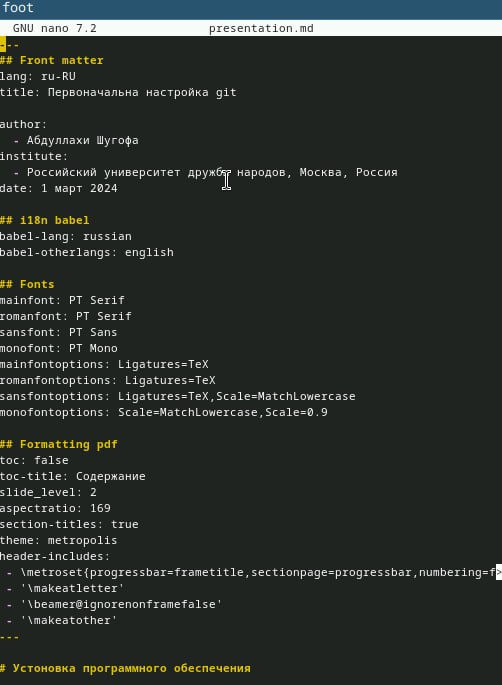 foot
GNU nano 7.2 presentation.md
---
## Front matter
lang: ru-RU
title: Первоначальна настройка git
author:
- Абдуллахи Шугофа
institute:
- Российский университет дружбы народов, Москва, Россия
date: 1 март 2024
## i18n babel
babel-lang: russian
babel-otherlangs: english
## Fonts
mainfont: PT Serif
romanfont: PT Serif
sansfont: PT Sans
monofont: PT Mono
mainfontoptions: Ligatures=TeX
romanfontoptions: Ligatures=TeX
sansfontoptions: Ligatures=TeX,Scale=MatchLowercase
monofontoptions: Scale=MatchLowercase,Scale=0.9
## Formatting pdf
toc: false
toc-title: Содержание
slide_level: 2
aspectratio: 169
section-titles: true
theme: metropolis
header-includes:
- \metroset{progressbar=frametitle,sectionpage=progressbar,numbering=f>
- '\makeatletter'
- '\beamer@ignorenonframefalse'
- '\makeatother'
---
# Устоновка программного обеспечения